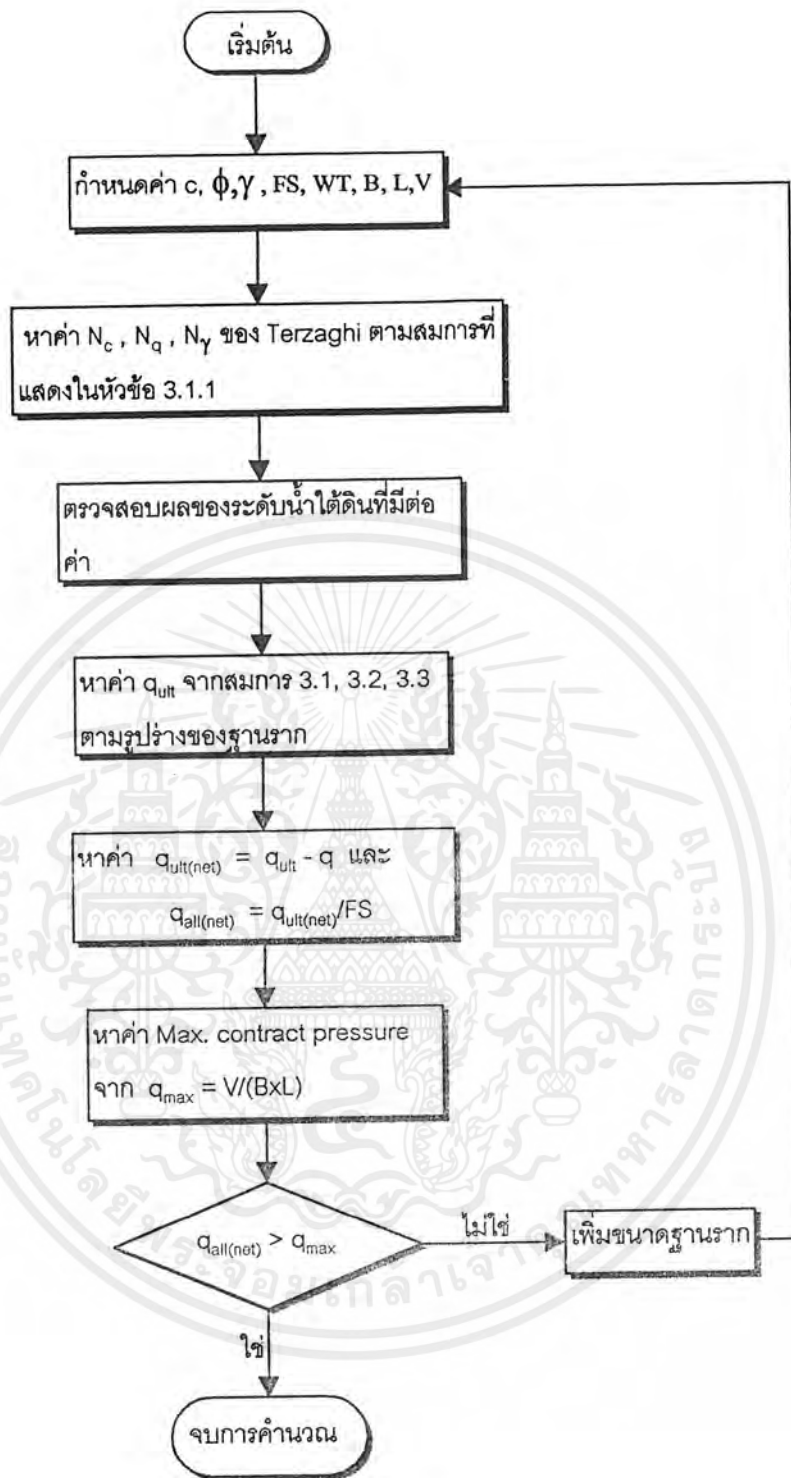 เริ่มต้น
กำหนดค่า c, ϕ,γ , FS, WT, B, L,V
หาค่า N_c , N_q , N_γ ของ Terzaghi ตามสมการที่
แสดงในหัวข้อ 3.1.1
ตรวจสอบผลของระดับน้ำใต้ดินที่มีต่อ
ค่า
หาค่า q_ult จากสมการ 3.1, 3.2, 3.3
ตามรูปร่างของฐานราก
หาค่า q_ult(net) = q_ult - q และ
q_all(net) = q_ult(net)/FS
หาค่า Max. contract pressure
จาก q_max = V/(BxL)
q_all(net) > q_max
ไม่ใช่
เพิ่มขนาดฐานราก
ใช่
จบการคำนวณ